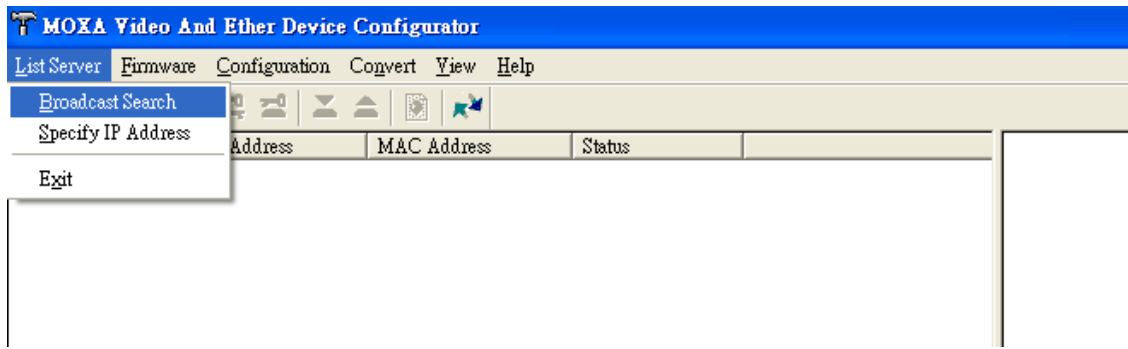 MOXA Video And Ether Device Configurator
List Server Firmware Configuration Convert View Help
Broadcast Search
Specify IP Address
Address MAC Address Status
Exit